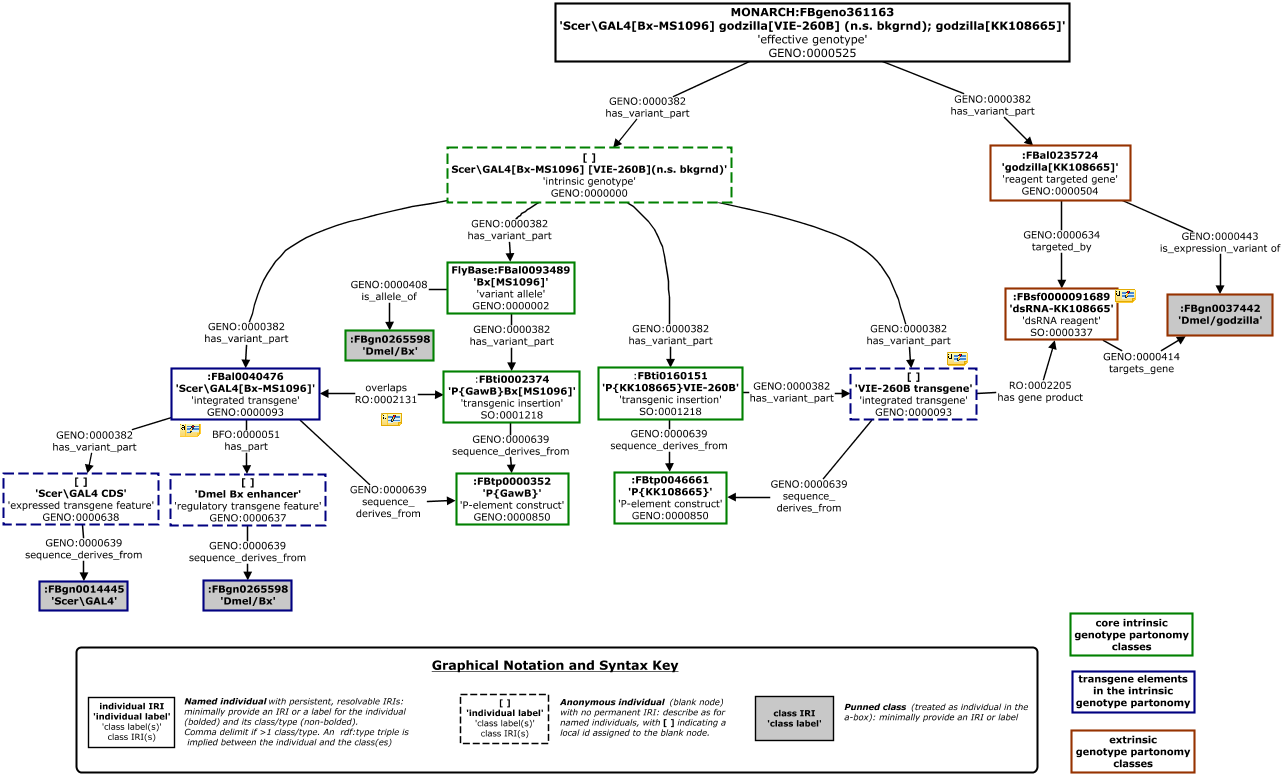 MONARCH:FBgeno361163
'Scer\GAL4[Bx-MS1096] godzilla[VIE-260B] (n.s. bkgrnd); godzilla[KK108665]'
'effective genotype'
GENO:0000525
GENO:0000382
has_variant_part
GENO:0000382
has_variant_part
[ ]
Scer\GAL4[Bx-MS1096] [VIE-260B](n.s. bkgrnd)'
'intrinsic genotype'
GENO:0000000
:FBal0235724
'godzilla[KK108665]'
'reagent targeted gene'
GENO:0000504
GENO:0000382
has_variant_part
GENO:0000634
targeted_by
GENO:0000443
is_expression_variant of
FlyBase:FBal0093489
'Bx[MS1096]'
'variant allele'
GENO:0000002
GENO:0000408
is_allele_of
:FBsf0000091689
'dsRNA-KK108665'
'dsRNA reagent'
SO:0000337
:FBgn0037442
'Dmel/godzilla'
GENO:0000382
has_variant_part
:FBgn0265598
'Dmel/Bx'
GENO:0000382
has_variant_part
GENO:0000382
has_variant_part
GENO:0000382
has_variant_part
GENO:0000414
targets_gene
:FBal0040476
'Scer\GAL4[Bx-MS1096]'
'integrated transgene'
GENO:0000093
overlaps
RO:0002131
:FBti0002374
'P{GawB}Bx[MS1096]'
'transgenic insertion'
SO:0001218
:FBti0160151
'P{KK108665}VIE-260B'
'transgenic insertion'
SO:0001218
GENO:0000382
has_variant_part
[ ]
'VIE-260B transgene'
'integrated transgene'
GENO:0000093
RO:0002205
has gene product
GENO:0000382
has_variant_part
BFO:0000051
has_part
GENO:0000639
sequence_derives_from
GENO:0000639
sequence_derives_from
[ ]
'Scer\GAL4 CDS'
'expressed transgene feature'
GENO:0000638
[ ]
'Dmel Bx enhancer'
'regulatory transgene feature'
GENO:0000637
GENO:0000639
sequence_
derives_from
:FBtp0000352
'P{GawB}'
'P-element construct'
GENO:0000850
:FBtp0046661
'P{KK108665}'
'P-element construct'
GENO:0000850
GENO:0000639
sequence_
derives_from
GENO:0000639
sequence_derives_from
GENO:0000639
sequence_derives_from
:FBgn0014445
'Scer\GAL4'
:FBgn0265598
'Dmel/Bx'
core intrinsic
genotype partonomy
classes
transgene elements
in the intrinsic
genotype partonomy
extrinsic
genotype partonomy
classes
Graphical Notation and Syntax Key
individual IRI
'individual label'
'class label(s)'
class IRI(s)
Named individual with persistent, resolvable IRIs:
minimally provide an IRI or a label for the individual
(bolded) and its class/type (non-bolded).
Comma delimit if >1 class/type. An rdf:type triple is
implied between the individual and the class(es)
[ ]
'individual label'
'class label(s)'
class IRI(s)
Anonymous individual (blank node)
with no permanent IRI: describe as for
named individuals, with [ ] indicating a
local id assigned to the blank node.
class IRI
'class label'
Punned class (treated as individual in the
a-box): minimally provide an IRI or label